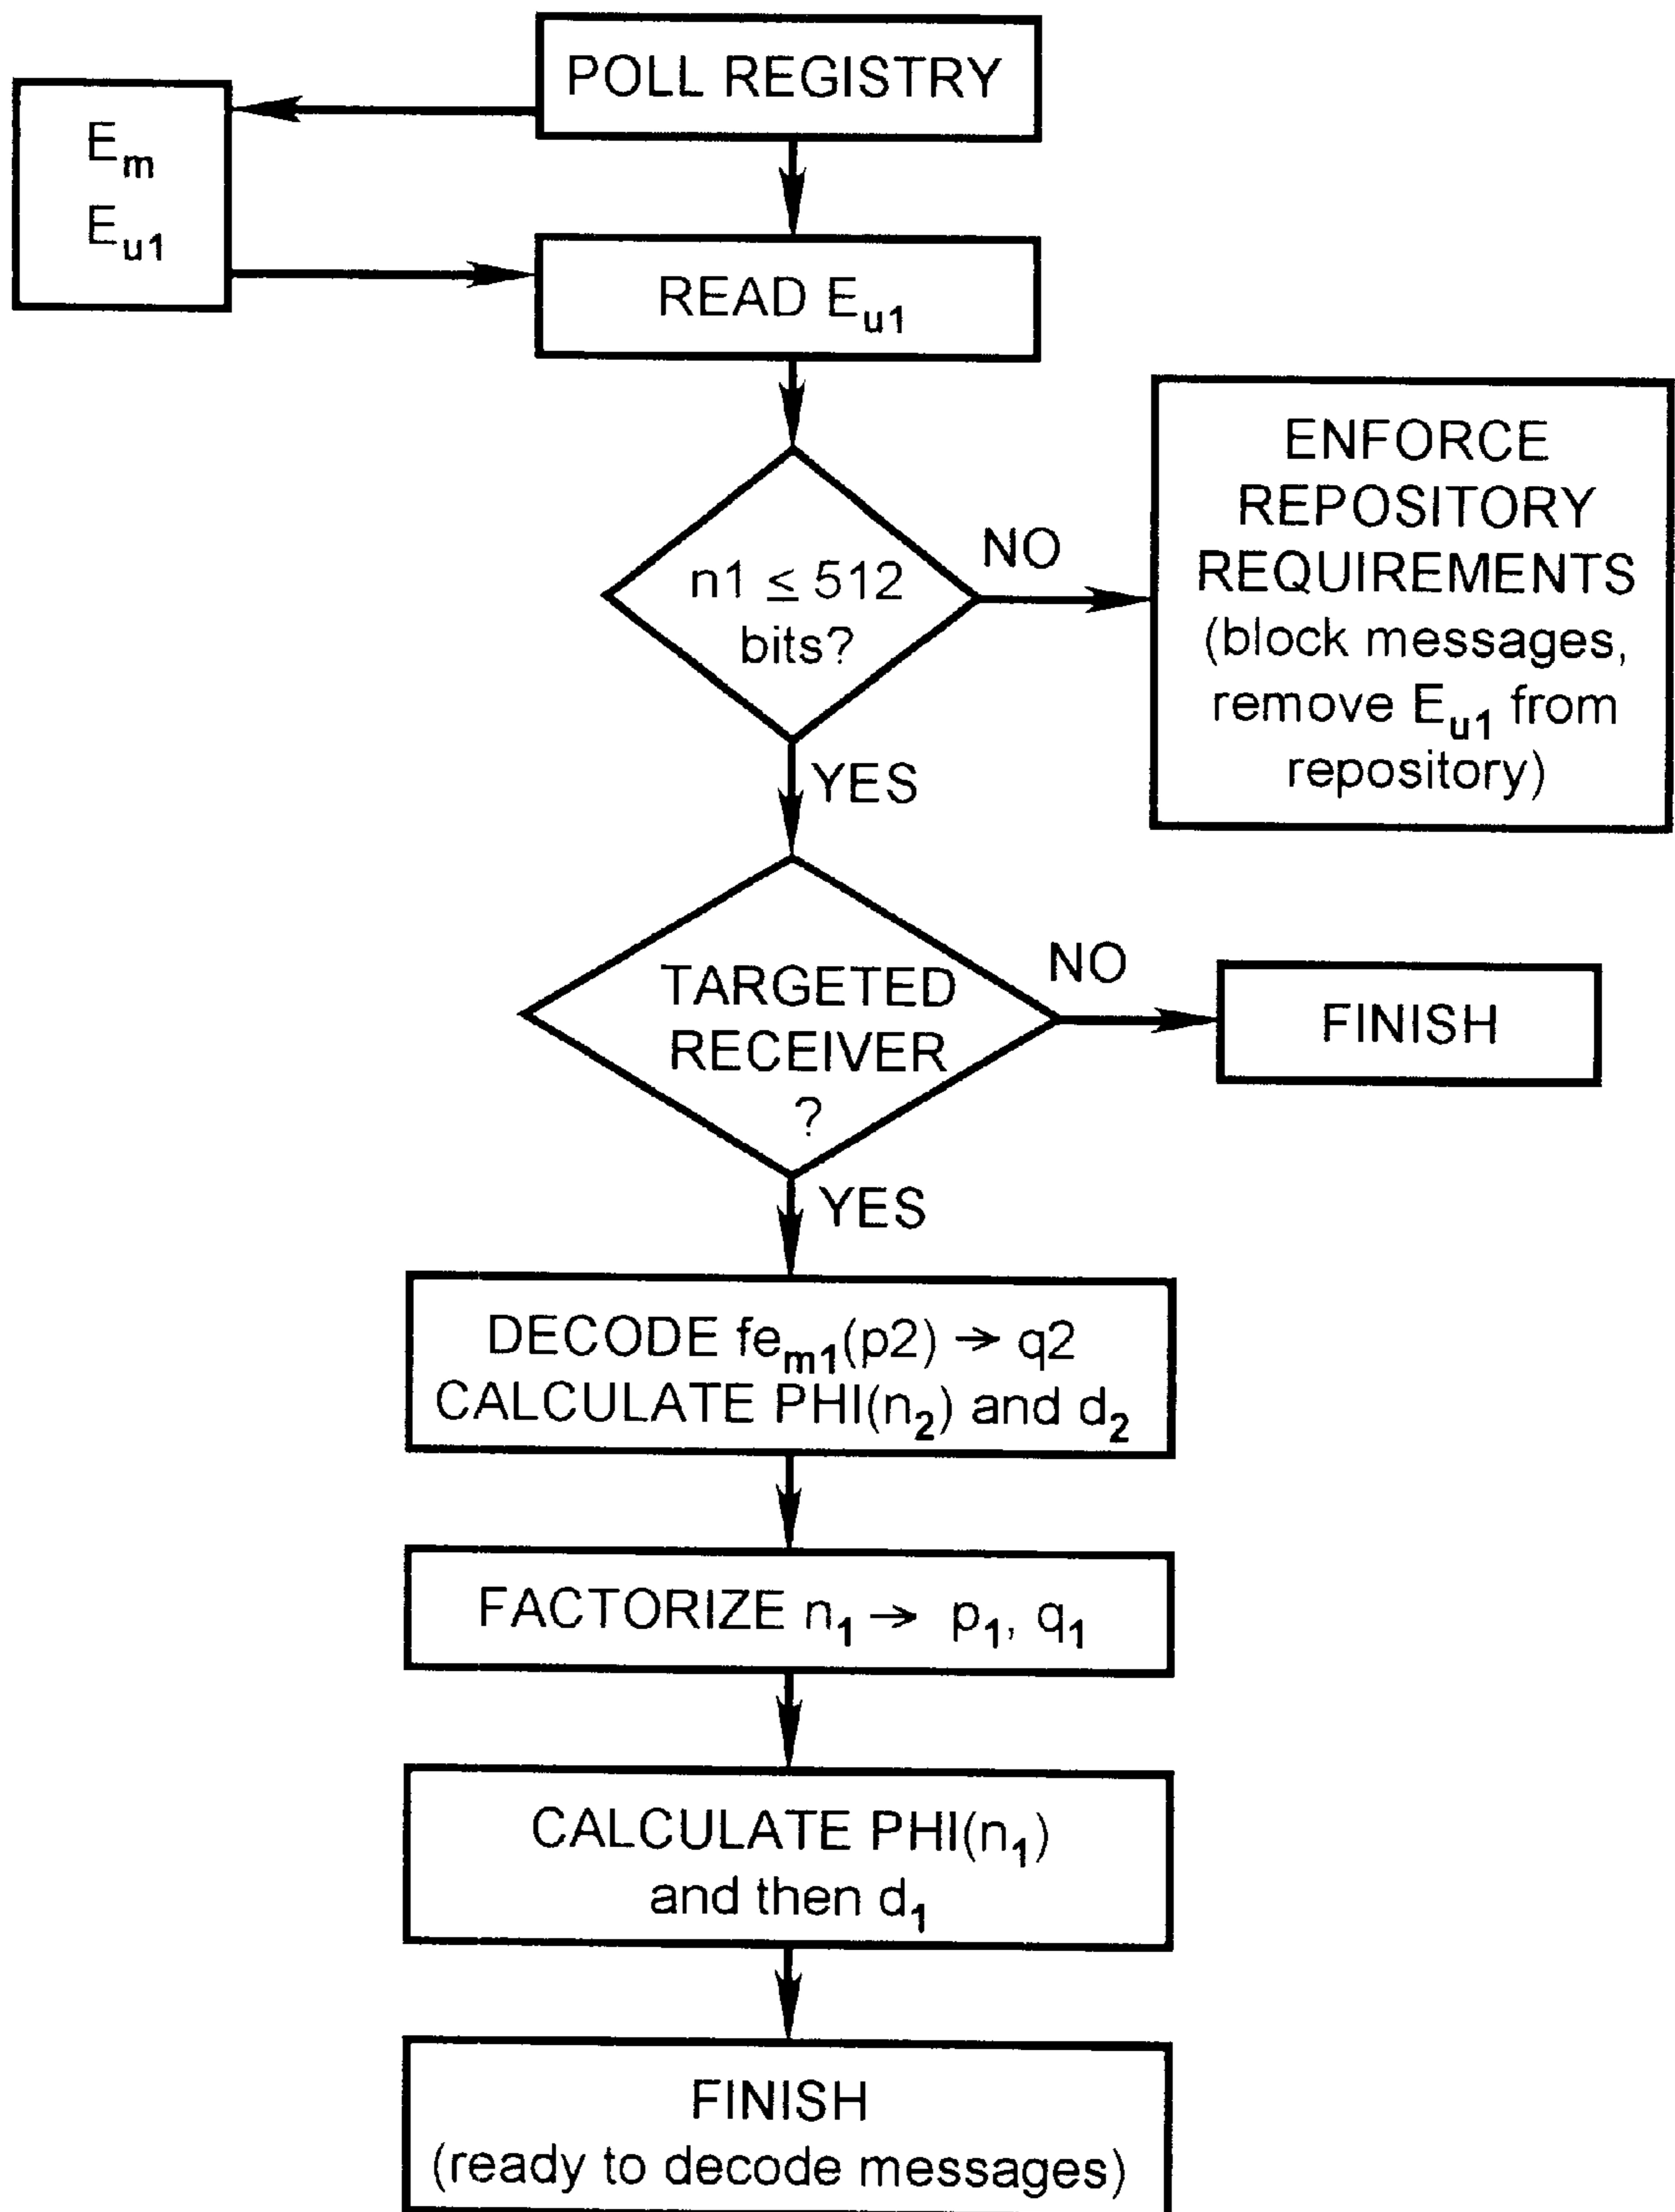 POLL REGISTRY
Eₘ
Eᵤ₁
READ Eᵤ₁
n1 ≤ 512
bits?
NO
ENFORCE
REPOSITORY
REQUIREMENTS
(block messages,
remove Eᵤ₁ from
repository)
YES
TARGETED
RECEIVER
?
NO
FINISH
YES
DECODE feₘ₁(p2) → q2
CALCULATE PHI(n₂) and d₂
FACTORIZE n₁ → p₁, q₁
CALCULATE PHI(n₁)
and then d₁
FINISH
(ready to decode messages)